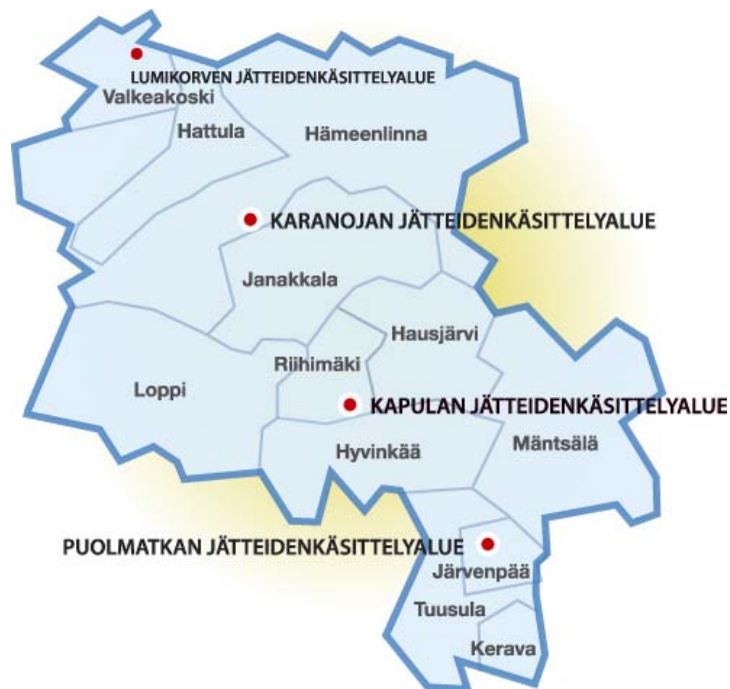 LUMIKORVEN JÄTTEIDENKÄSITTELYALUE
Valkeakoski
Hattula
Hämeenlinna
KARANOJAN JÄTTEIDENKÄSITTELYALUE
Janakkala
Hausjärvi
Riihimäki
Loppi
KAPULAN JÄTTEIDENKÄSITTELYALUE
Mäntsälä
Hyvinkää
PUOLMATKAN JÄTTEIDENKÄSITTELYALUE
Järvenpää
Tuusula
Kerava